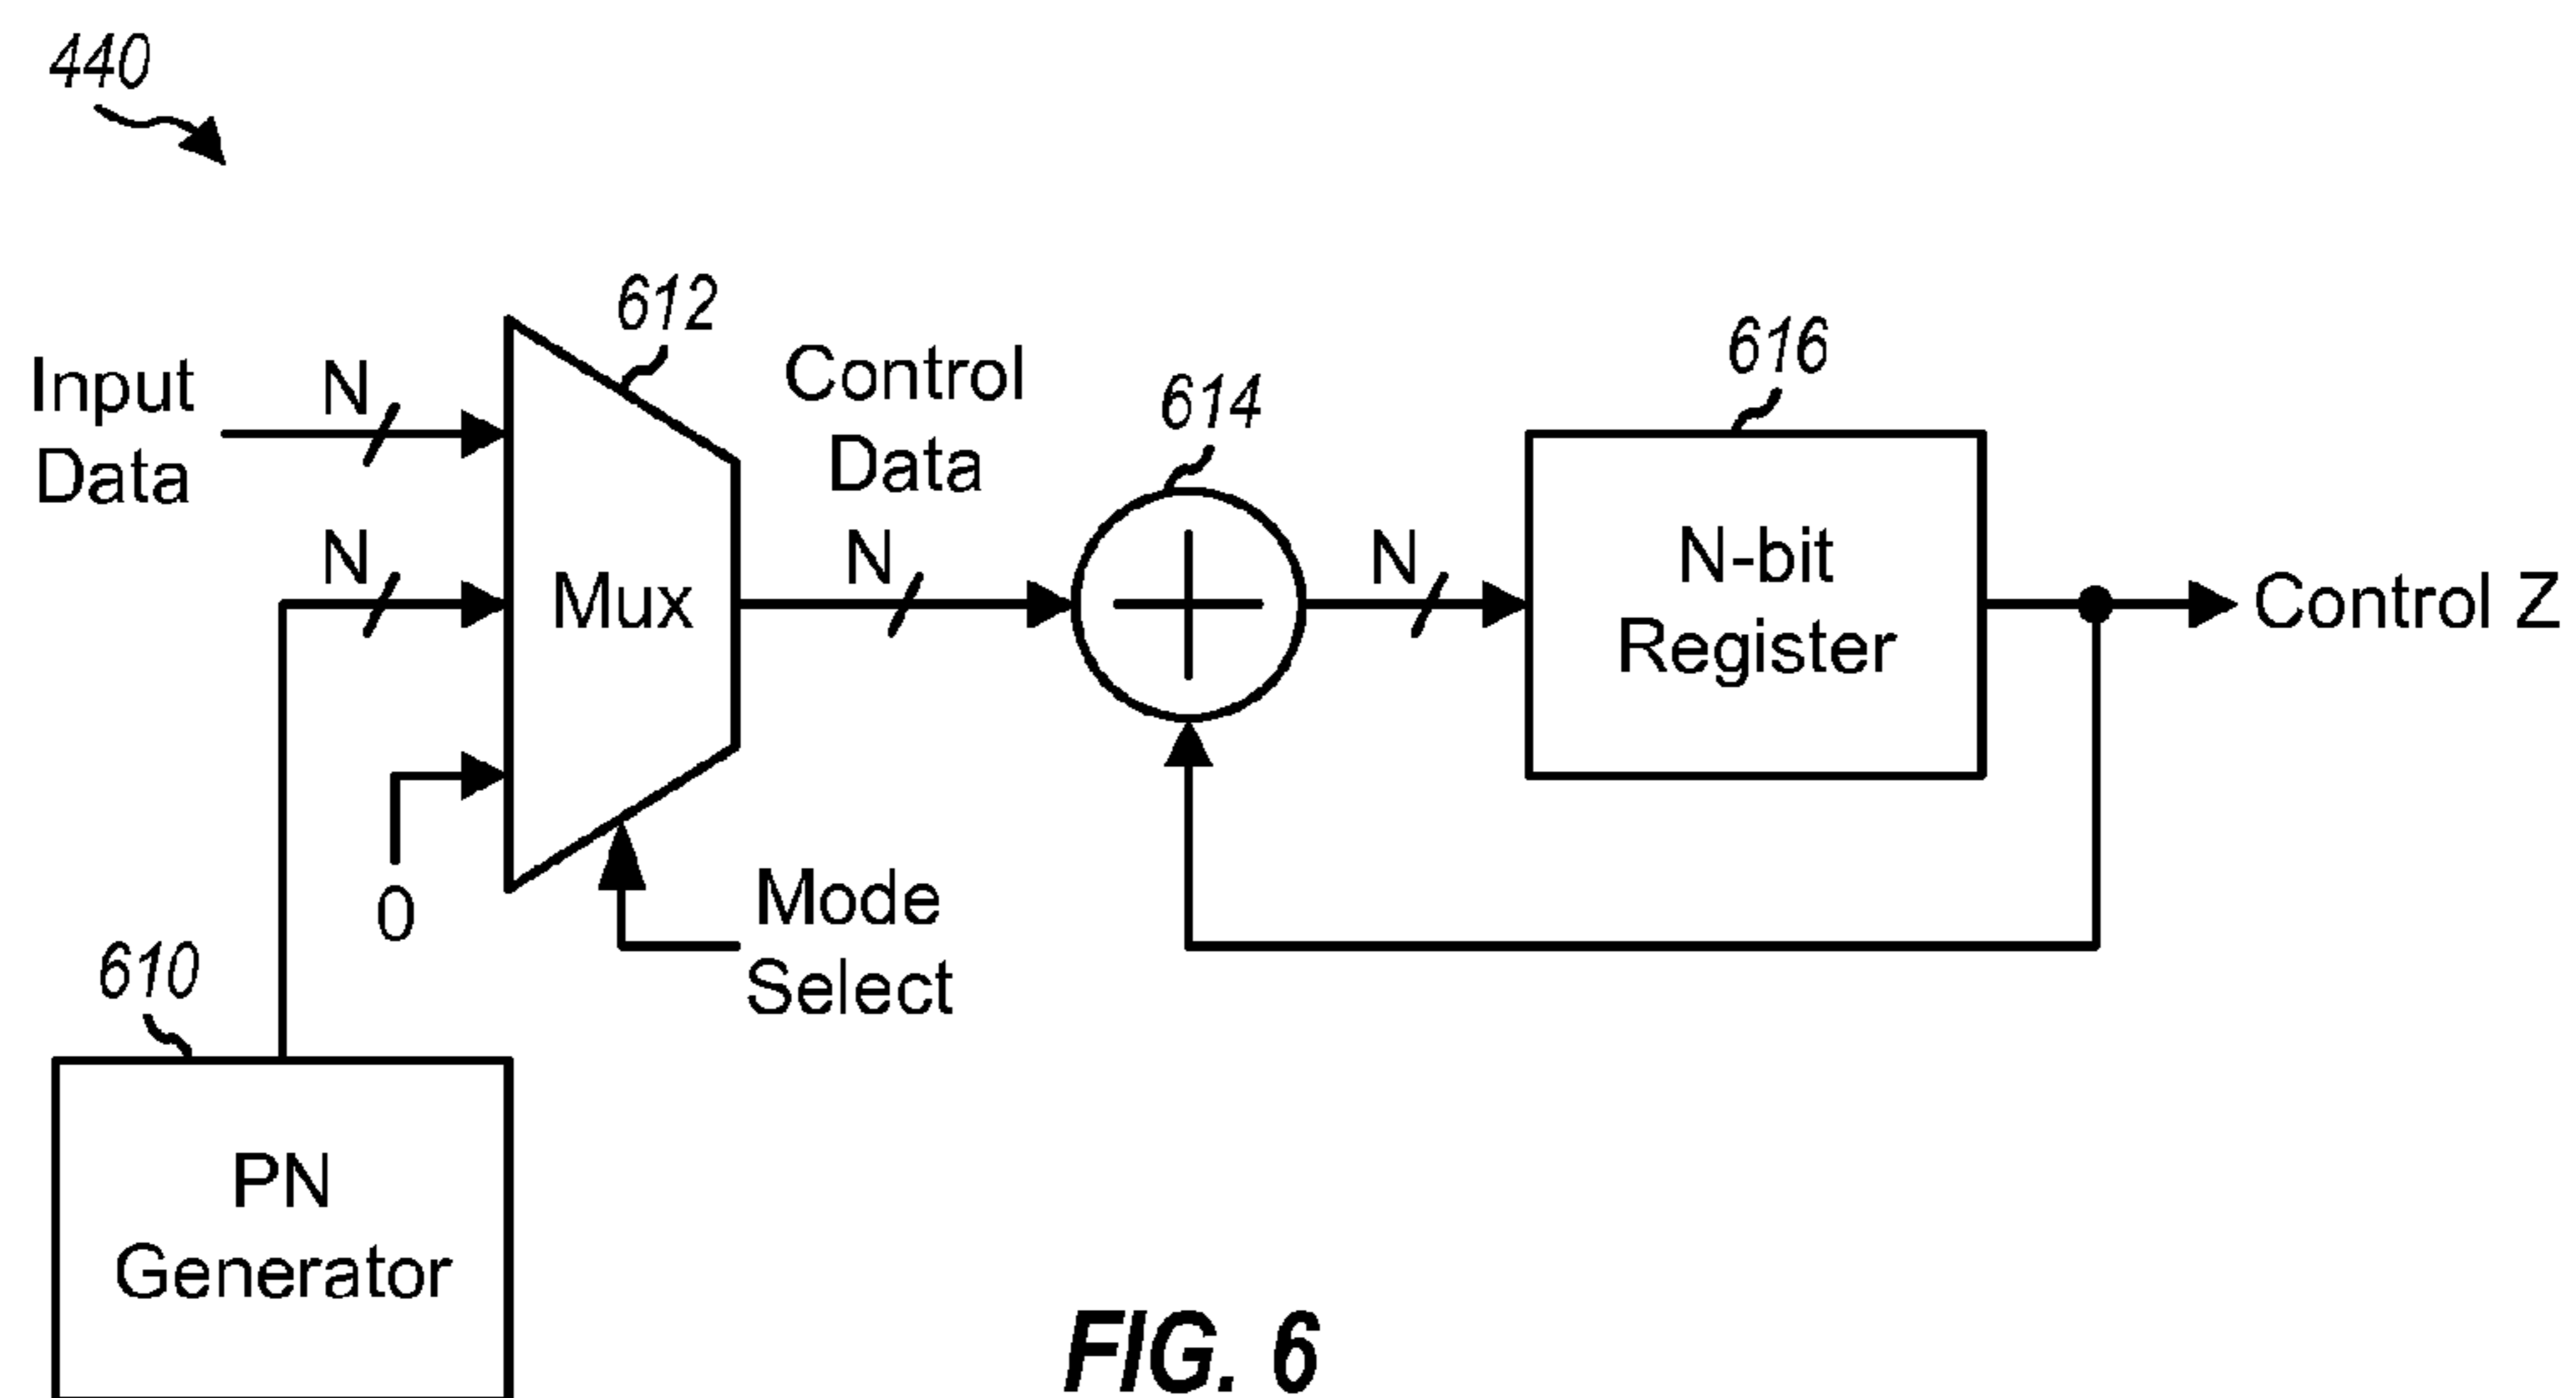 440
Input
Data
N
N
0
612
Mux
Mode
Select
Control
Data
N
614
N
616
N-bit
Register
Control Z
610
PN
Generator
FIG. 6